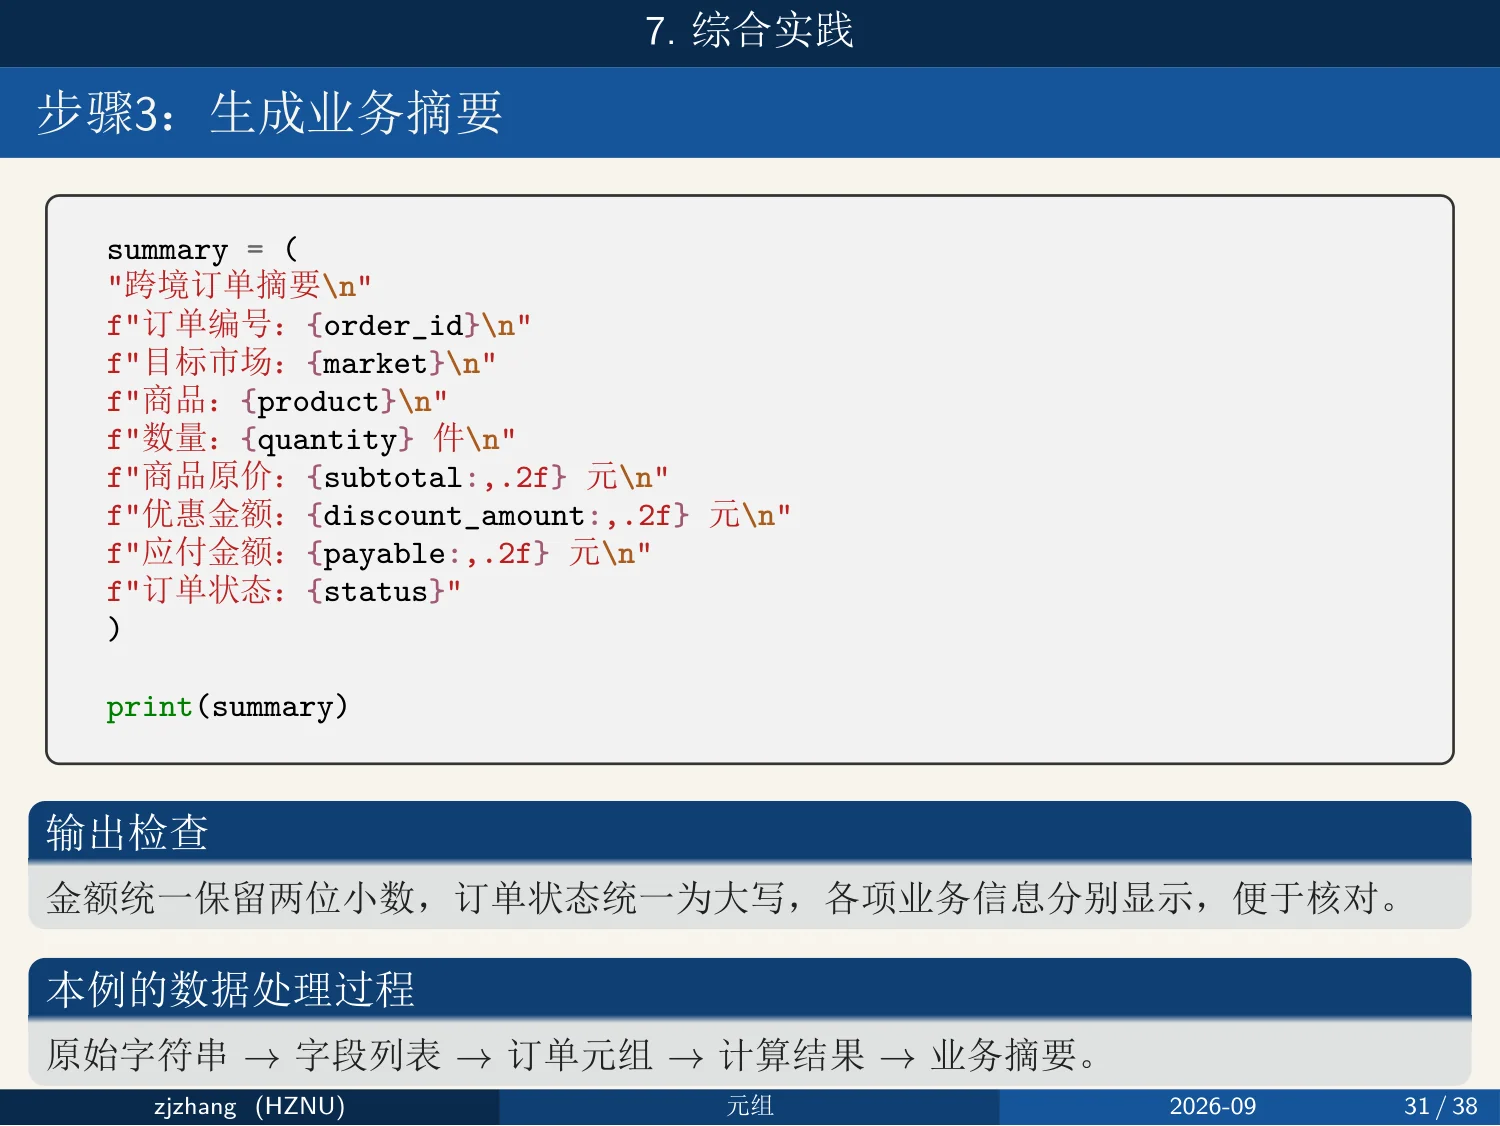 7. 综合实践
步骤3：生成业务摘要
summary = (
"跨境订单摘要\n"
f"订单编号：{order_id}\n"
f"目标市场：{market}\n"
f"商品：{product}\n"
f"数量：{quantity} 件\n"
f"商品原价：{subtotal:,.2f} 元\n"
f"优惠金额：{discount_amount:,.2f} 元\n"
f"应付金额：{payable:,.2f} 元\n"
f"订单状态：{status}"
)
print(summary)
输出检查
金额统一保留两位小数，订单状态统一为大写，各项业务信息分别显示，便于核对。
本例的数据处理过程
原始字符串 → 字段列表 → 订单元组 → 计算结果 → 业务摘要。
zjzhang (HZNU) 元组 2026-09 31 / 38